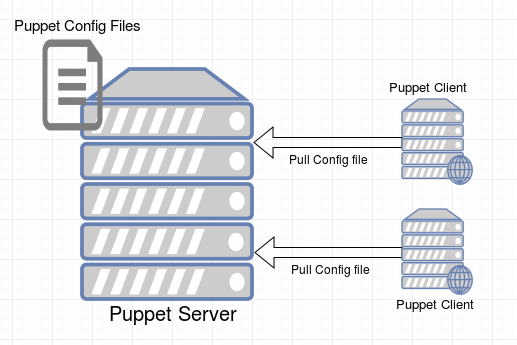 Puppet Config Files
Puppet Client
Pull Config file
Pull Config file
Puppet Client
Puppet Server